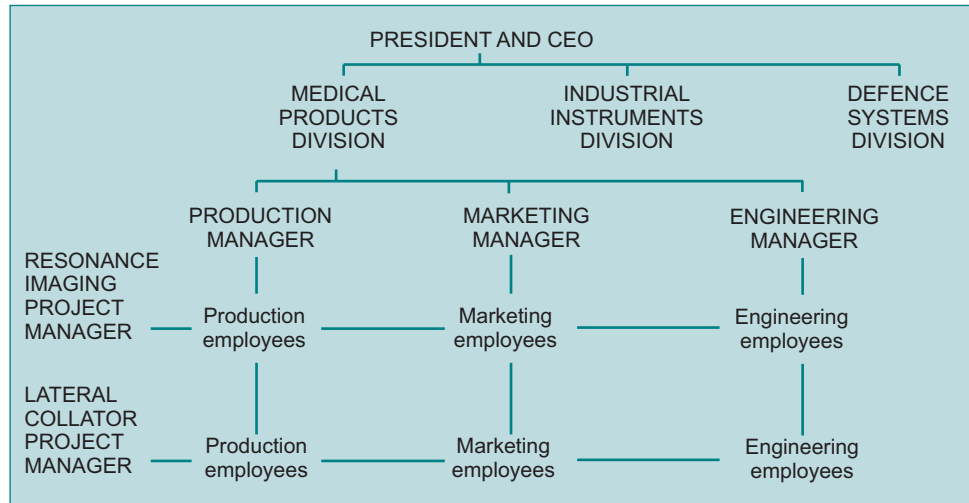 PRESIDENT AND CEO
MEDICAL
PRODUCTS
DIVISION
INDUSTRIAL
INSTRUMENTS
DIVISION
DEFENCE
SYSTEMS
DIVISION
PRODUCTION
MANAGER
MARKETING
MANAGER
ENGINEERING
MANAGER
RESONANCE
IMAGING
PROJECT
MANAGER
Production
employees
Marketing
employees
Engineering
employees
LATERAL
COLLATOR
PROJECT
MANAGER
Production
employees
Marketing
employees
Engineering
employees